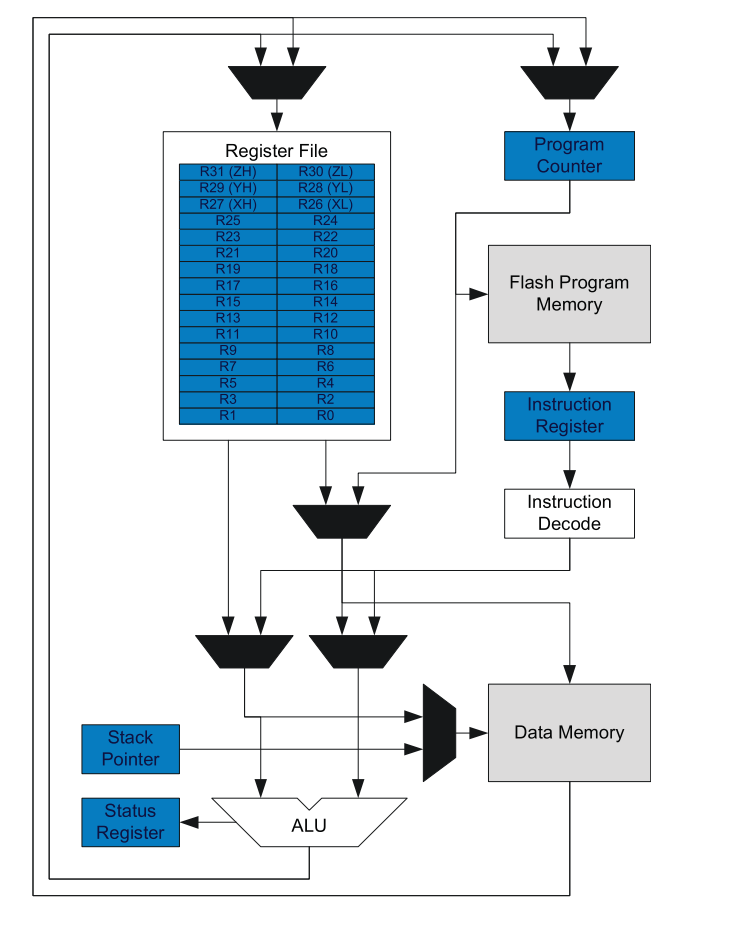 Register File
R31 (ZH) R30 (ZL)
R29 (YH) R28 (YL)
R27 (XH) R26 (XL)
R25 R24
R23 R22
R21 R20
R19 R18
R17 R16
R15 R14
R13 R12
R11 R10
R9 R8
R7 R6
R5 R4
R3 R2
R1 R0
Program
Counter
Flash Program
Memory
Instruction
Register
Instruction
Decode
Stack
Pointer
Data Memory
Status
Register
ALU